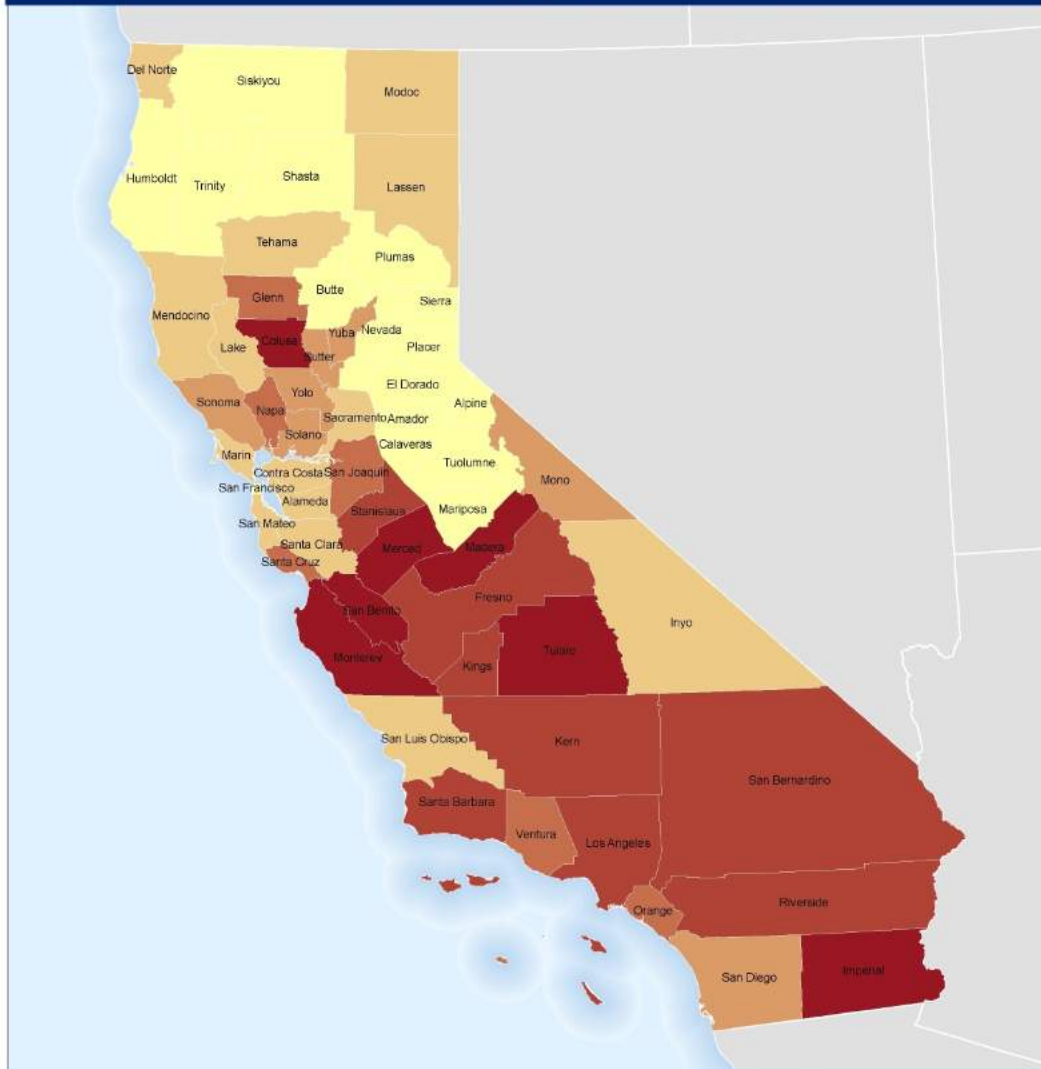 Del Norte
Siskiyou
Modoc
Humboldt
Trinity
Shasta
Lassen
Tehama
Plumas
Butte
Glenn
Sierra
Mendocino
Colusa
Yuba
Nevada
Lake
Sutter
Placer
El Dorado
Yolo
Sonoma
Napa
Alpine
Sacramento
Amador
Solano
Calaveras
Marin
Tuolumne
Contra Costa
San Joaquin
Mono
San Francisco
Alameda
Stanislaus
Mariposa
San Mateo
Santa Clara
Merced
Madera
Santa Cruz
Fresno
San Benito
Inyo
Tulare
Monterey
Kings
San Luis Obispo
Kern
San Bernardino
Santa Barbara
Ventura
Los Angeles
Riverside
Orange
San Diego
Imperial